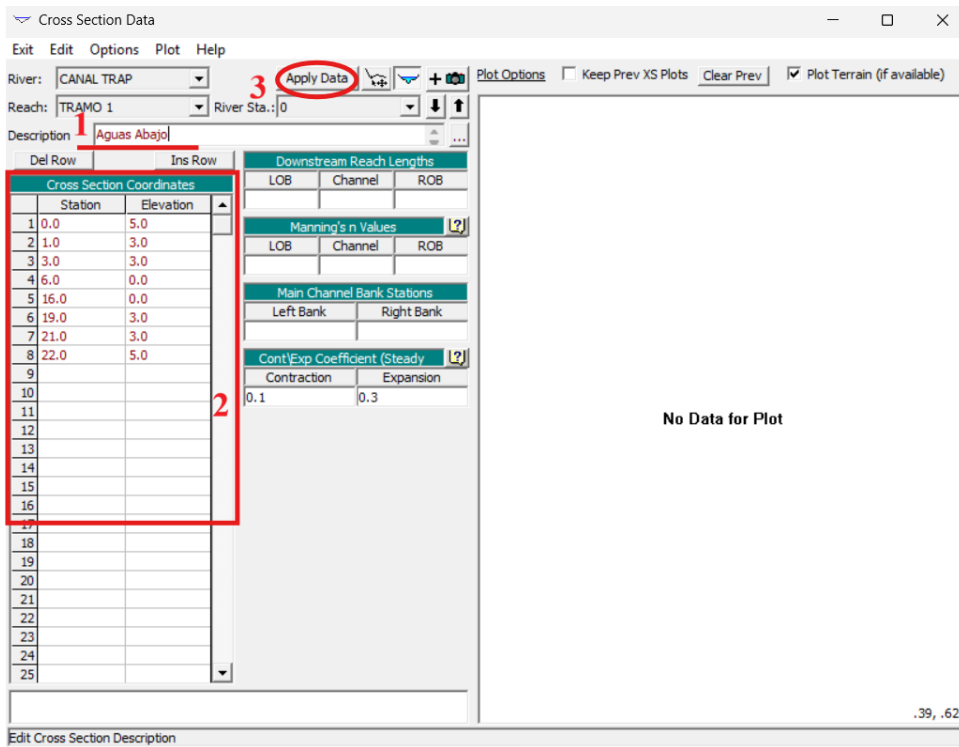 Cross Section Data
Exit Edit Options Plot Help
River: CANAL TRAP 3 Apply Data Plot Options Keep Prev XS Plots Clear Prev Plot Terrain (if available)
Reach: TRAMO 1 River Sta.: 0
1
Description Aguas Abajo ...
Del Row Ins Row
Cross Section Coordinates
Station Elevation
1 0.0 5.0
2 1.0 3.0
3 3.0 3.0
4 6.0 0.0
5 16.0 0.0
6 19.0 3.0
7 21.0 3.0
8 22.0 5.0
9
10
11
12
13
14
15
16
17
18
19
20
21
22
23
24
25
2
Downstream Reach Lengths
LOB Channel ROB
Manning's n Values
LOB Channel ROB
Main Channel Bank Stations
Left Bank Right Bank
Cont\Exp Coefficient (Steady
Contraction Expansion
0.1 0.3
No Data for Plot
.39, .62
Edit Cross Section Description